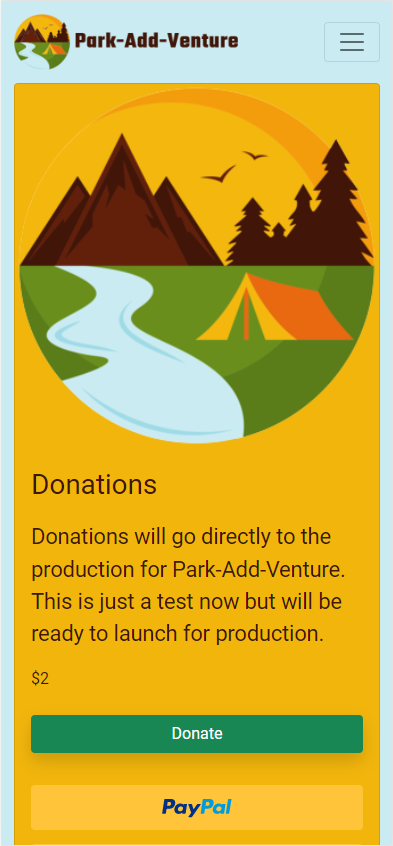 Park-Add-Venture
Donations
Donations will go directly to the
production for Park-Add-Venture.
This is just a test now but will be
ready to launch for production.
$2
Donate
PayPal